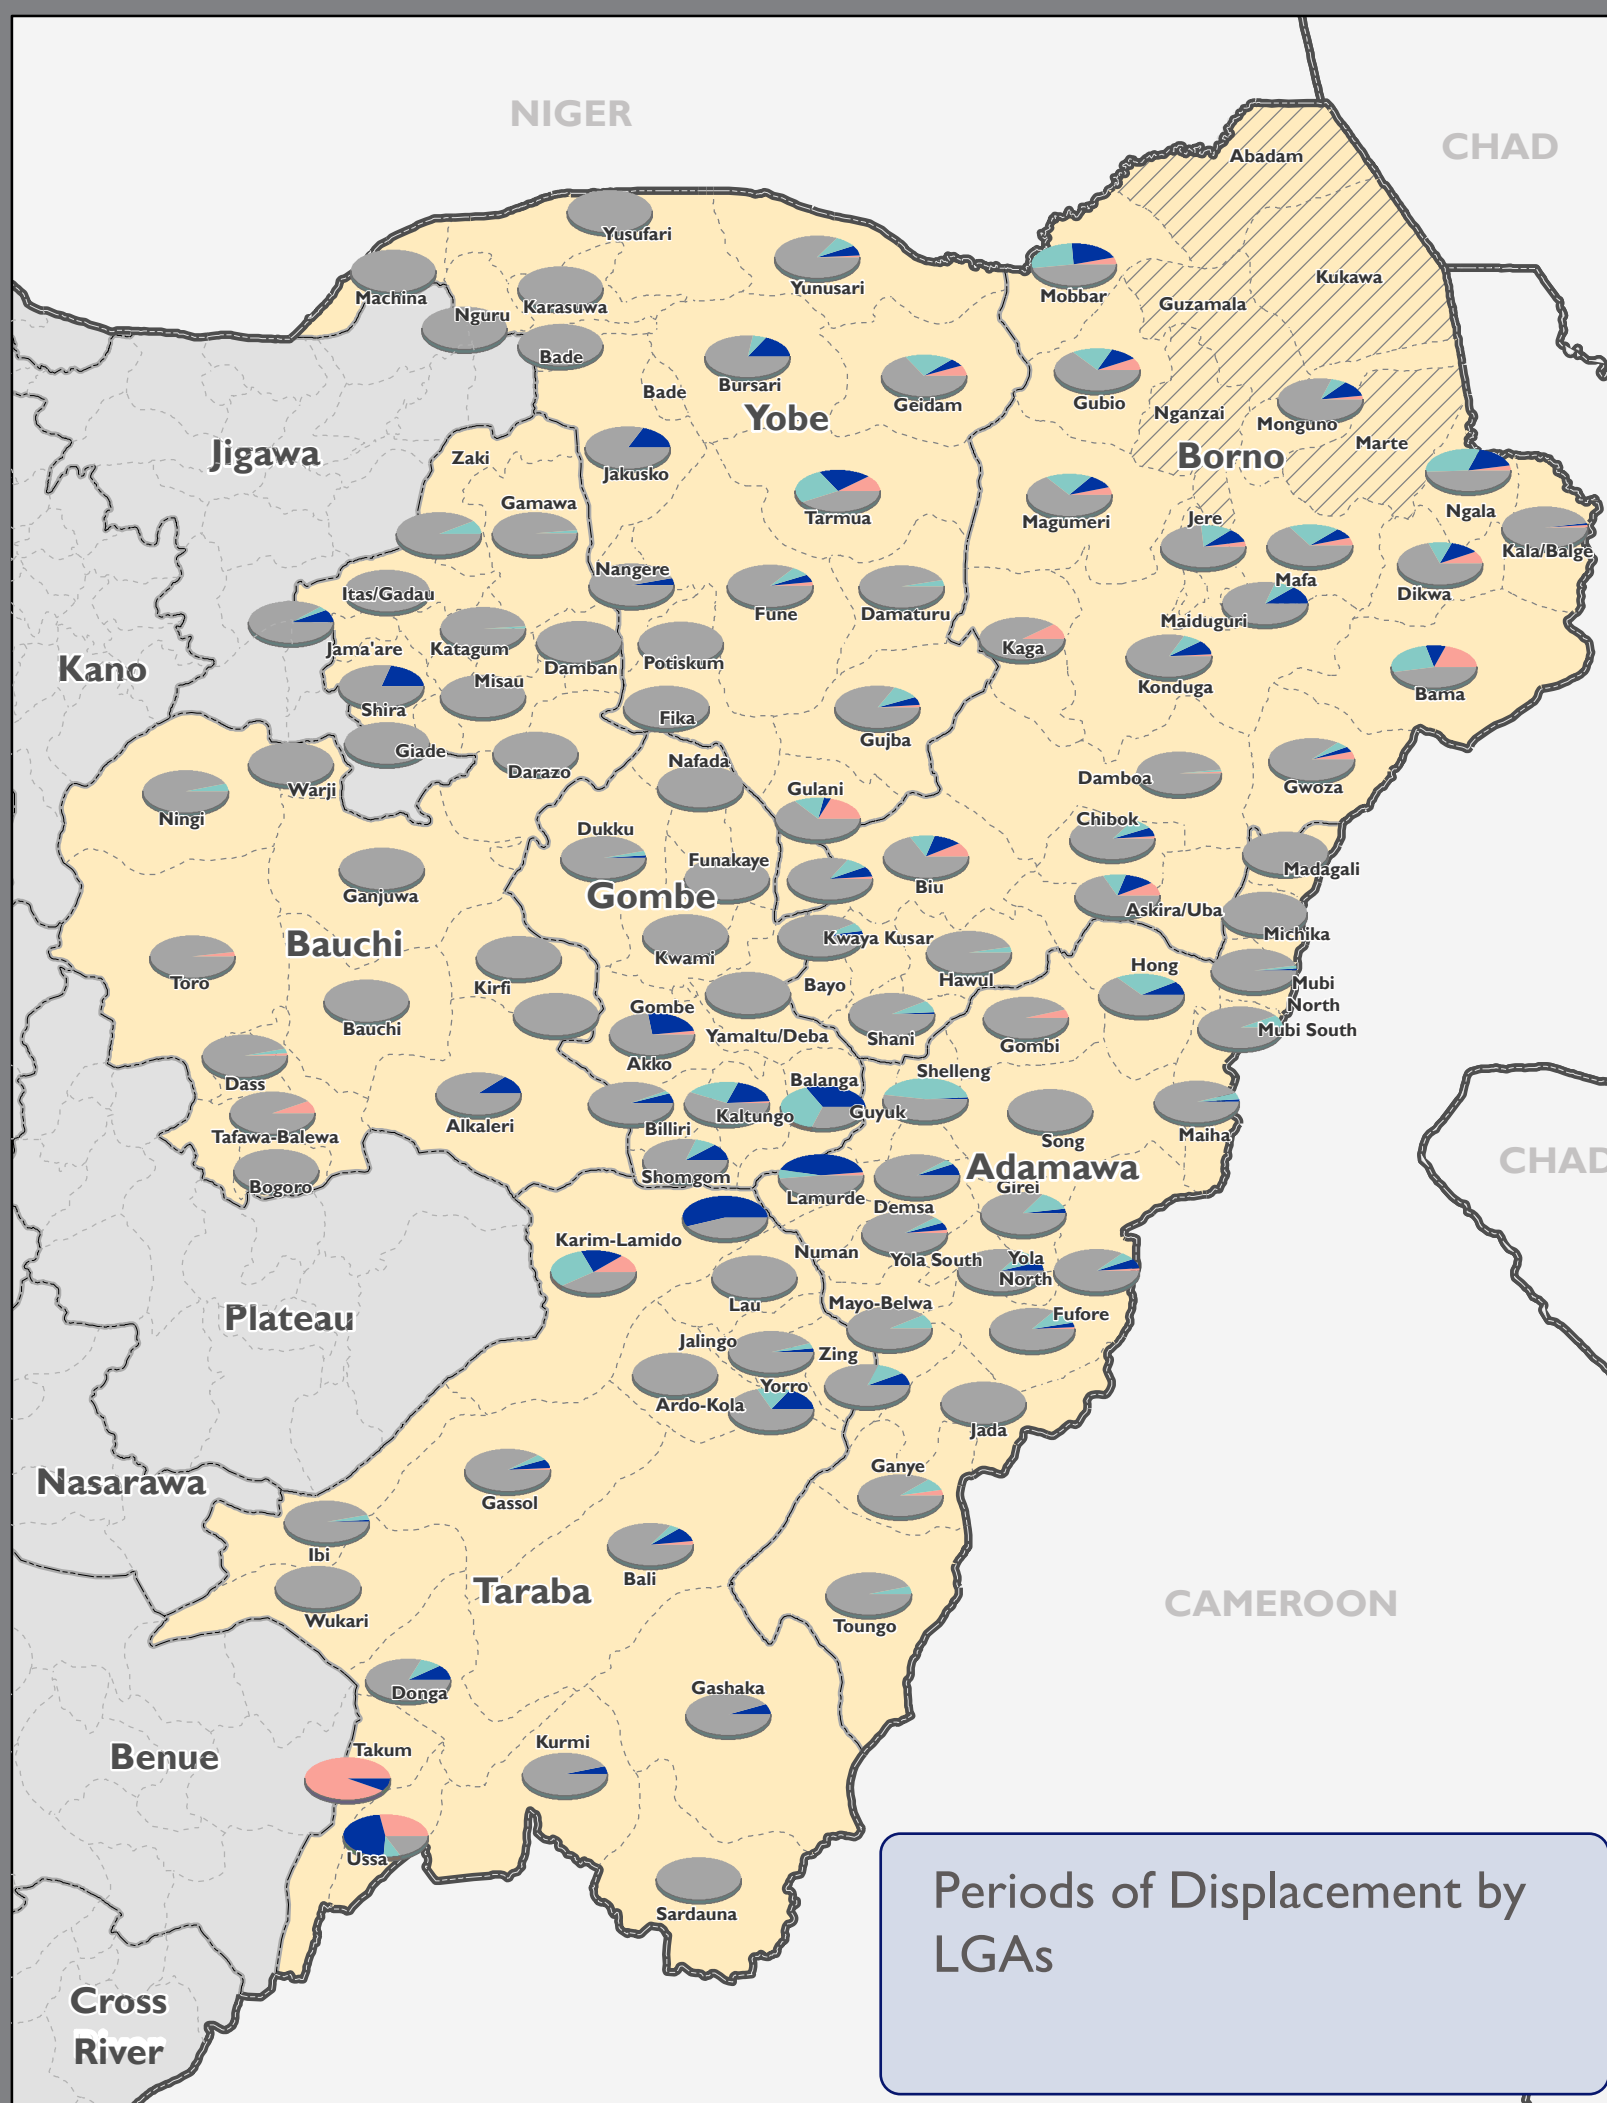 NIGER
CHAD
Abadam
Yusufari
Machina
Karasuwa
Nguru
Bade
Yunusari
Mobbar
Kukawa
Guzamala
Bursari
Bade
Geidam
Gubio
Nganzai
Monguno
Marte
Yobe
Borno
Jigawa
Zaki
Jakusko
Gamawa
Tarmua
Magumeri
Jere
Ngala
Kala/Balge
Nangere
Itas/Gadau
Fune
Damaturu
Mafa
Dikwa
Maiduguri
Kano
Jama'are
Katagum
Damban
Potiskum
Kaga
Konduga
Bama
Misau
Shira
Fika
Gujba
Giade
Darazo
Nafada
Warji
Ningi
Gulani
Damboa
Gwoza
Dukku
Chibok
Funakaye
Biu
Madagali
Ganjuwa
Gombe
Askira/Uba
Michika
Bauchi
Kwaya Kusar
Kwami
Toro
Kirfi
Hawul
Hong
Mubi
North
Bayo
Bauchi
Gombe
Yamaltu/Deba
Shani
Gombi
Mubi South
Akko
Dass
Balanga
Shelleng
Kaltungo
Guyuk
Alkaleri
Billiri
Tafawa-Balewa
Song
Maiha
Bogoro
Shomgom
Adamawa
Lamurde
Girei
Demsa
Karim-Lamido
Numan
Yola South
Yola
North
Lau
Mayo-Belwa
Fufore
Plateau
Jalingo
Zing
Yorro
Ardo-Kola
Jada
Nasarawa
Ganye
Gassol
Ibi
Bali
Taraba
Wukari
Toungo
CAMEROON
CHAD
Donga
Gashaka
Benue
Takum
Kurmi
Ussa
Sardauna
Cross
River
Periods of Displacement by
LGAs